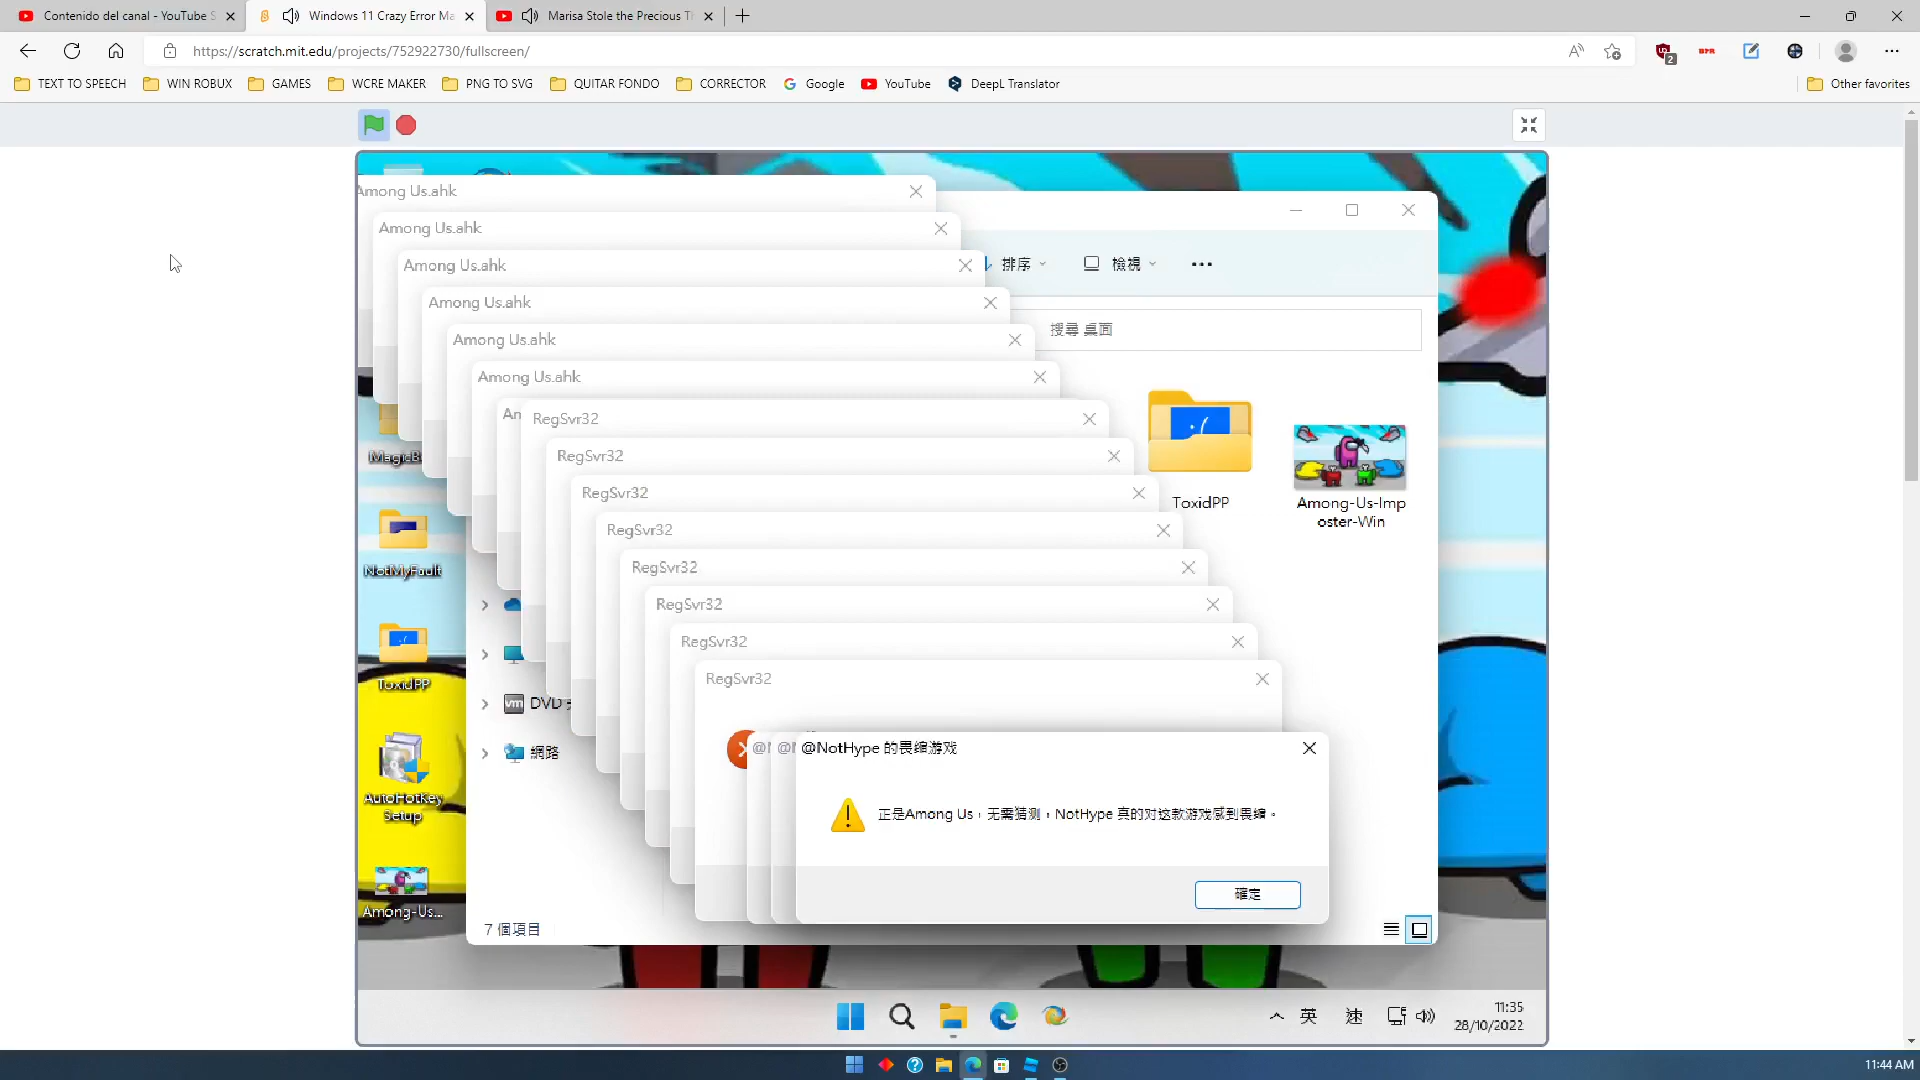 Contenido del canal - YouTube S
Windows 11 Crazy Error Ma
Marisa Stole the Precious Th
https://scratch.mit.edu/projects/752922730/fullscreen/
2
TEXT TO SPEECH
WIN ROBUX
GAMES
WCRE MAKER
PNG TO SVG
QUITAR FONDO
CORRECTOR
Google
YouTube
DeepL Translator
Other favorites
Among Us.ahk
Among Us.ahk
Among Us.ahk
Among Us.ahk
Among Us.ahk
Among Us.ahk
An
RegSvr32
RegSvr32
RegSvr32
RegSvr32
RegSvr32
RegSvr32
RegSvr32
RegSvr32
排序
檢視
搜尋 桌面
ToxidPP
Among-Us-Imp
oster-Win
MagicB
NotMyFault
ToxidPP
AutoHotKey
Setup
Among-Us...
vm
DVD
網路
@N
@N
@NotHype 的畏缩游戏
正是Among Us，无需猜测，NotHype 真的对这款游戏感到畏缩。
確定
7 個項目
英
速
11:35
28/10/2022
11:44 AM